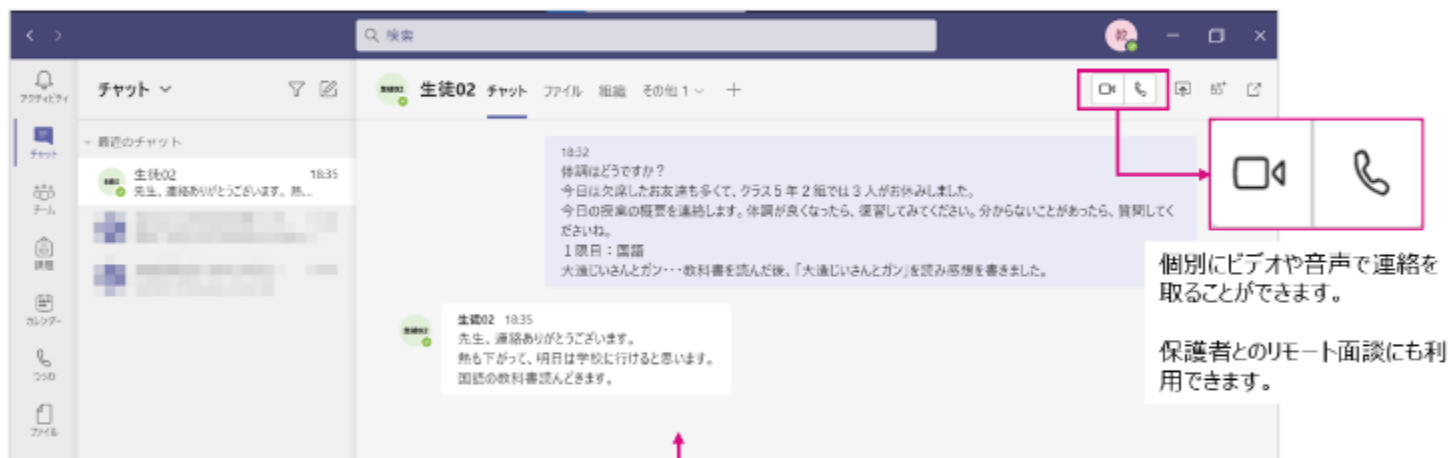 検索
教
アクティビティ
チャット
チーム
課題
カレンダー
つうわ
ファイル
チャット
最近のチャット
生徒02 18:35
先生、連絡ありがとうございます。熱...
生徒02 チャット ファイル 組織 その他 1 +
18:32
体調はどうですか？
今日は欠席したお友達も多くて、クラス５年２組では３人がお休みしました。
今日の授業の概要を連絡します。体調が良くなったら、復習してみてください。分からないことがあったら、質問してく
ださいね。
１限目：国語
大造じいさんとガン・・・教科書を読んだ後、「大造じいさんとガン」を読み感想を書きました。
生徒02 18:35
先生、連絡ありがとうございます。
熱も下がって、明日は学校に行けると思います。
国語の教科書読んどきます。
個別にビデオや音声で連絡を
取ることができます。
保護者とのリモート面談にも利
用できます。